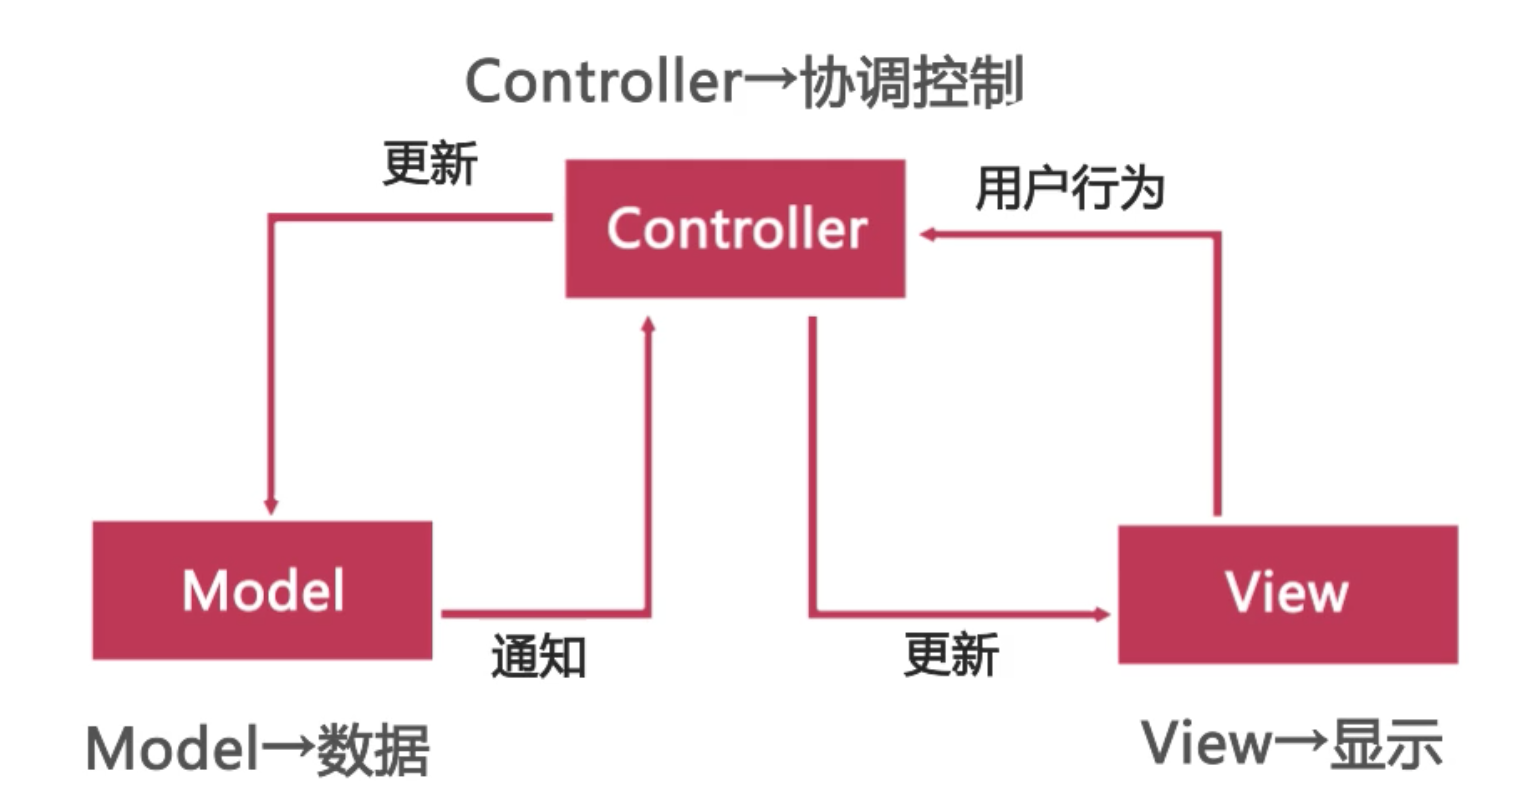 Controller→协调控制
更新
用户行为
Controller
Model
View
通知
更新
Model→数据
View→显示